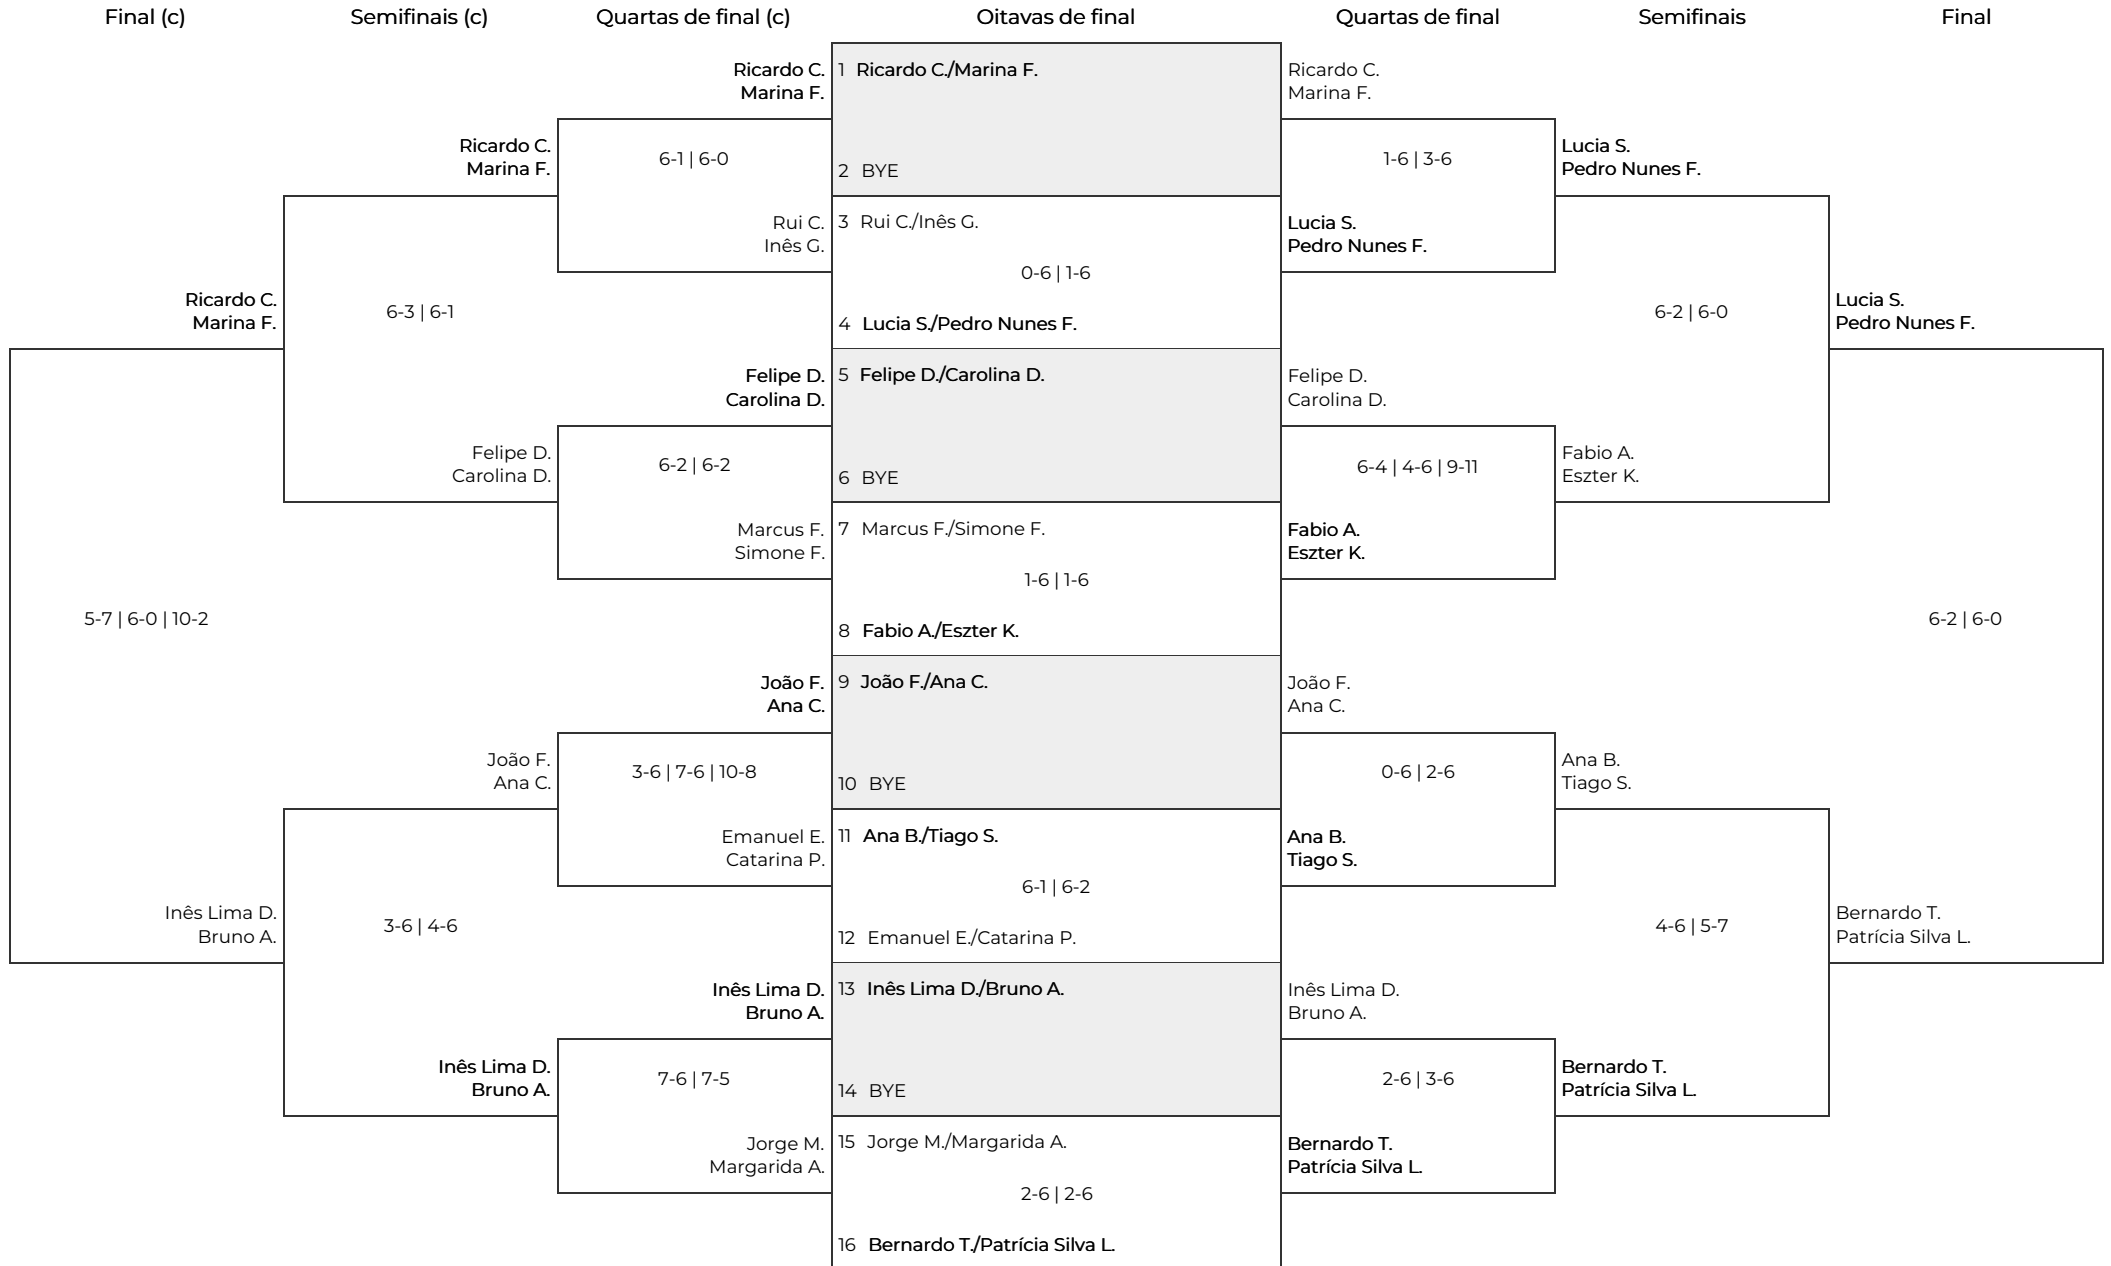 Final (c) Semifinais (c) Quartas de final (c) Oitavas de final Quartas de final Semifinais Final
Ricardo C. 1 Ricardo C./Marina F. Ricardo C.
Marina F. Marina F.
Ricardo C. Lucia S.
6-1 | 6-0 1-6 | 3-6
Marina F. 2 BYE Pedro Nunes F.
Rui C. 3 Rui C./Inês G. Lucia S.
Inês G. Pedro Nunes F.
0-6 | 1-6
Ricardo C. Lucia S.
6-3 | 6-1 6-2 | 6-0
Marina F. 4 Lucia S./Pedro Nunes F. Pedro Nunes F.
Felipe D. 5 Felipe D./Carolina D. Felipe D.
Carolina D. Carolina D.
Felipe D. Fabio A.
6-2 | 6-2 6-4 | 4-6 | 9-11
Carolina D. 6 BYE Eszter K.
Marcus F. 7 Marcus F./Simone F. Fabio A.
Simone F. Eszter K.
1-6 | 1-6
5-7 | 6-0 | 10-2 6-2 | 6-0
8 Fabio A./Eszter K.
João F. 9 João F./Ana C. João F.
Ana C. Ana C.
João F. Ana B.
3-6 | 7-6 | 10-8 0-6 | 2-6
Ana C. 10 BYE Tiago S.
Emanuel E. 11 Ana B./Tiago S. Ana B.
Catarina P. Tiago S.
6-1 | 6-2
Inês Lima D. Bernardo T.
3-6 | 4-6 4-6 | 5-7
Bruno A. 12 Emanuel E./Catarina P. Patrícia Silva L.
Inês Lima D. 13 Inês Lima D./Bruno A. Inês Lima D.
Bruno A. Bruno A.
Inês Lima D. Bernardo T.
7-6 | 7-5 2-6 | 3-6
Bruno A. 14 BYE Patrícia Silva L.
Jorge M. 15 Jorge M./Margarida A. Bernardo T.
Margarida A. Patrícia Silva L.
2-6 | 2-6
16 Bernardo T./Patrícia Silva L.